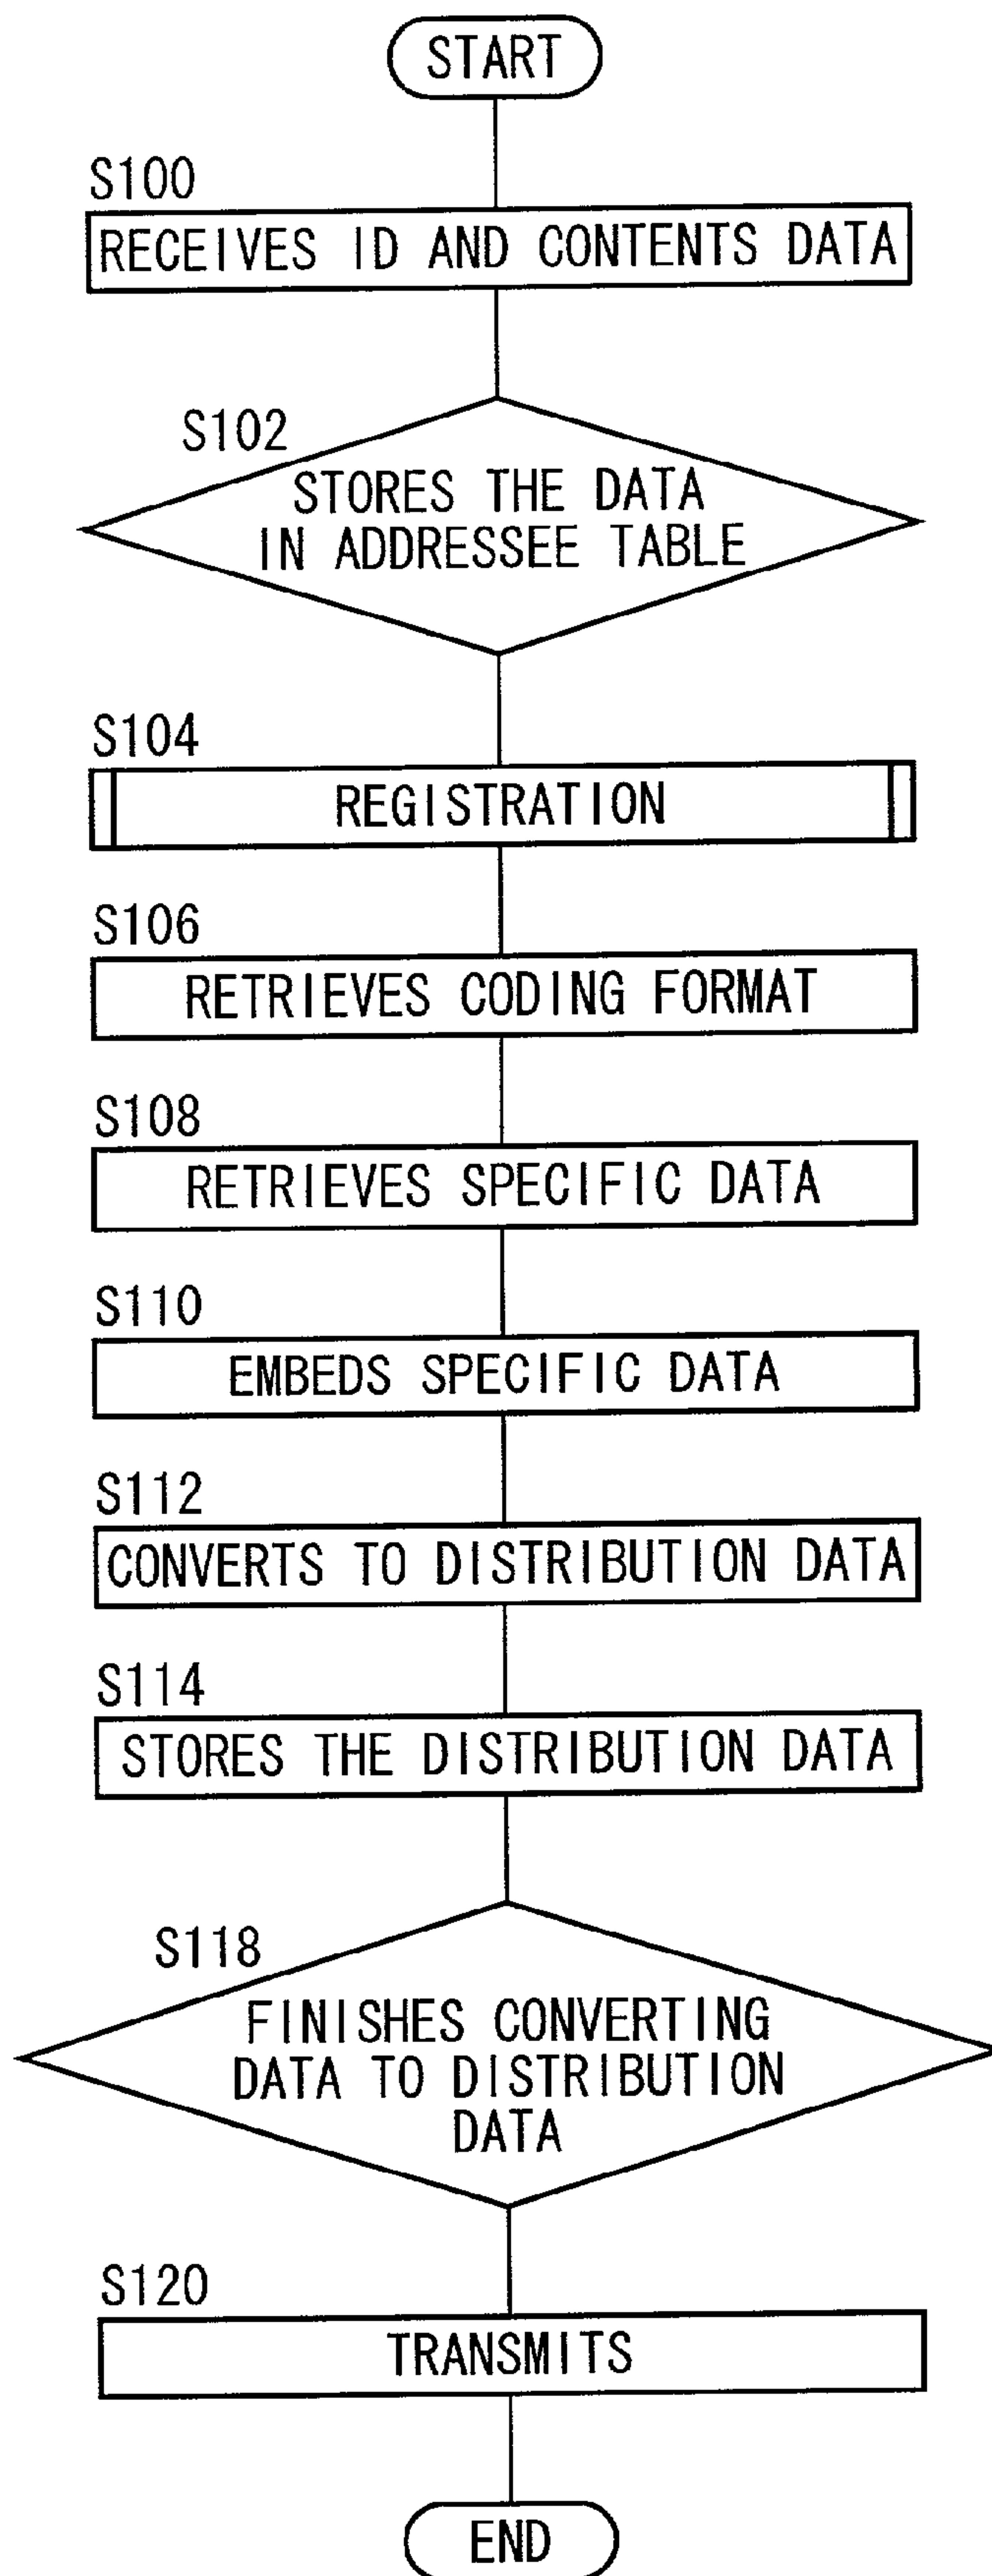 START
S100
RECEIVES ID AND CONTENTS DATA
S102
STORES THE DATA
IN ADDRESSEE TABLE
S104
REGISTRATION
S106
RETRIEVES CODING FORMAT
S108
RETRIEVES SPECIFIC DATA
S110
EMBEDS SPECIFIC DATA
S112
CONVERTS TO DISTRIBUTION DATA
S114
STORES THE DISTRIBUTION DATA
S118
FINISHES CONVERTING
DATA TO DISTRIBUTION
DATA
S120
TRANSMITS
END